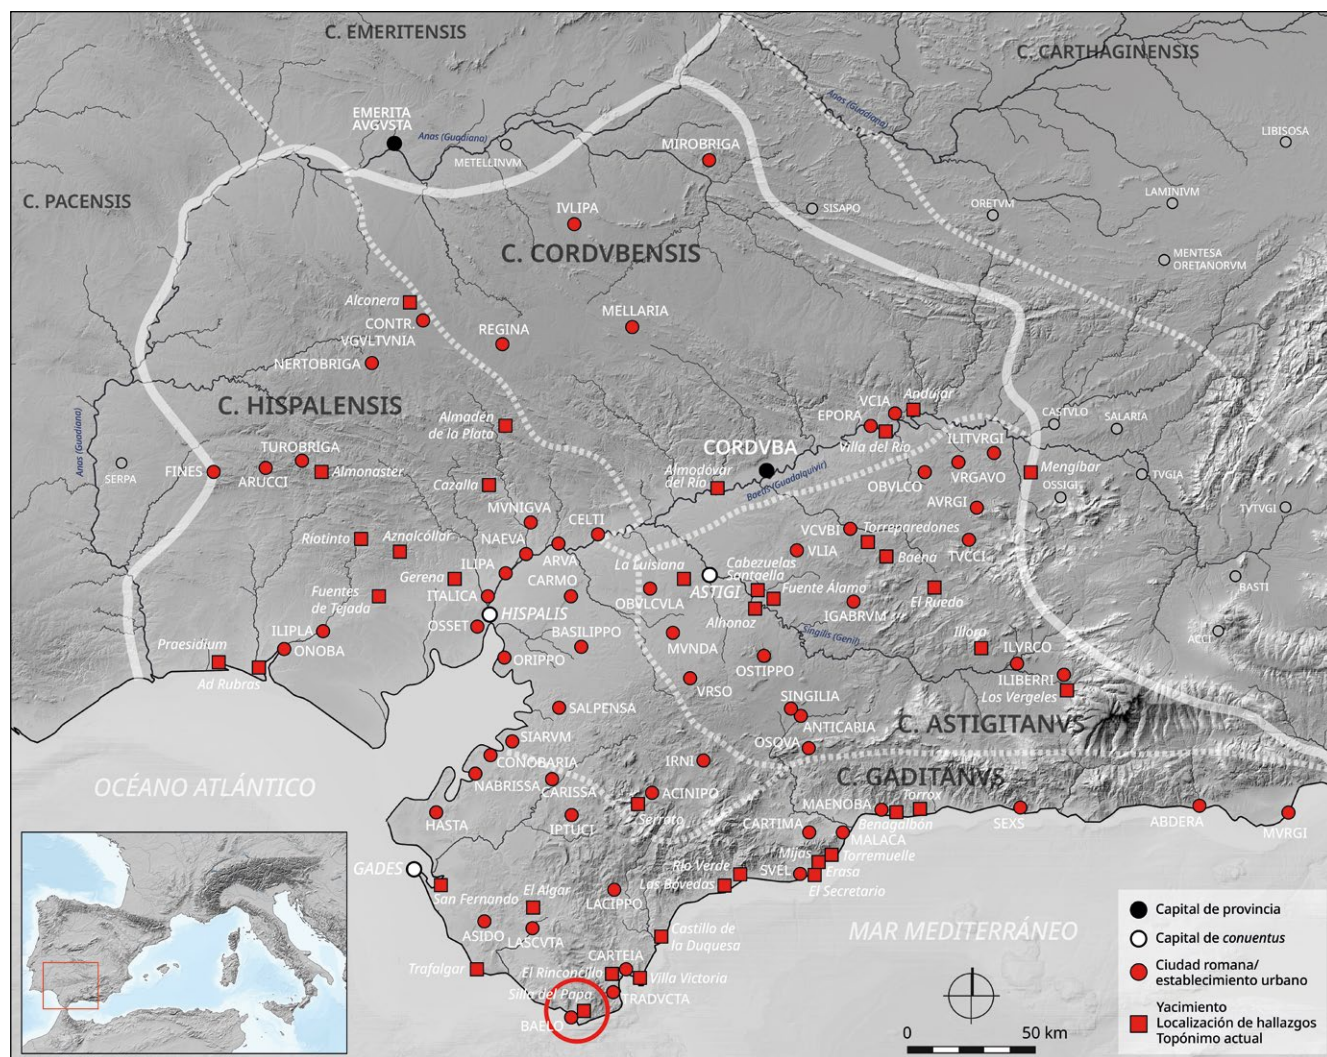 C. EMERITENSIS
C. CARTHAGINENSIS
EMERITA
AVGVSTA
Anas (Guadiana)
Anas (Guadiana)
METELLINVM
MIROBRIGA
LIBISOSA
C. PACENSIS
LAMINIVM
IVLIPA
SISAPO
ORETVM
C. CORDVBENSIS
MENTESA
ORETANORVM
Alconera
CONTR.
VGVLTVNIA
REGINA
MELLARIA
NERTOBRIGA
C. HISPALENSIS
Almadén
de la Plata
VCIA
Andujar
EPORA
CASTVLO
SALARIA
Anas (Guadiana)
TUROBRIGA
CORDVBA
Villa del Río
ILITVRGI
SERPA
FINES
ARUCCI
Almonaster
Almodóvar
del Río
Baetis (Guadalquivir)
OBVLCO
VRGAVO
Mengíbar
TVGIA
Cazalla
OSSIGI
MVNIGVA
AVRGI
TVTVGI
CELTI
VCVBI
Torreparedones
Riotinto
Aznalcóllar
NAEVA
ARVA
VLIA
Baena
TVCCI
ILIPA
La Luisiana
Cabezuelas
Santaella
Gerena
CARMO
ASTIGI
Fuente Álamo
El Ruedo
BASTI
Fuentes
de Tejada
ITALICA
OBVLCVLA
IGABRVM
HISPALIS
Alhonoz
ILIPLA
OSSET
BASILIPPO
Singilis (Genil)
ACCI
Praesidium
ONOBA
MVNDA
Illora
ILVRCO
ORIPPO
OSTIPPO
Ad Rubras
ILIBERRI
VRSO
Los Vergeles
SALPENSA
SINGILIA
ANTICARIA
C. ASTIGITANVS
SIARVM
OSQVA
CONOBARIA
IRNI
OCÉANO ATLÁNTICO
NABRISSA
CARISSA
ACINIPO
C. GADITANVS
HASTA
IPTUCI
Serrato
MAENOBA
Torrox
Benagalbón
CARTIMA
SEXS
ABDERA
MVRGI
MALACA
GADES
Río Verde
Mijas
Torremuelle
SVEL
Erasa
Las Bóvedas
El Secretario
San Fernando
El Algar
LACIPPO
ASIDO
LASCVTA
Castillo de
la Duquesa
MAR MEDITERRÁNEO
CARTEIA
Trafalgar
El Rinconcillo
Villa Victoria
Silla del Papa
TRADVCTA
BAELO
Capital de provincia
Capital de conuentus
Ciudad romana/
establecimiento urbano
Yacimiento
Localización de hallazgos
Topónimo actual
0
50 km